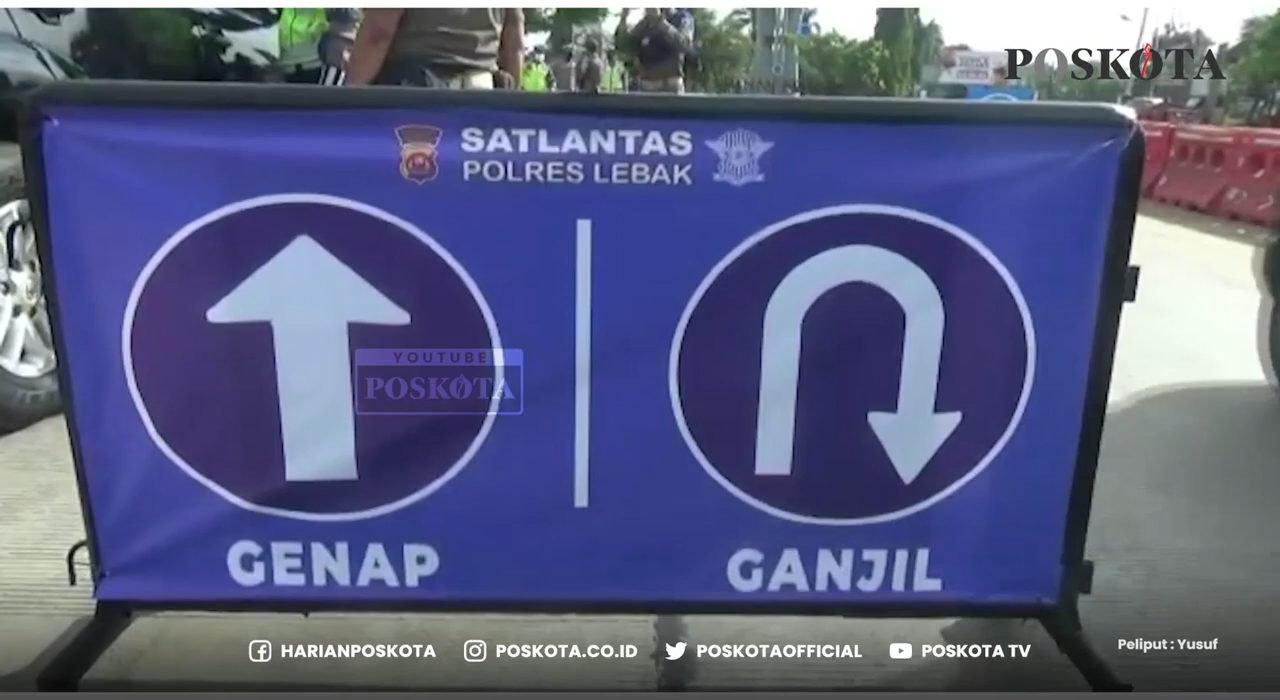 POSKOTA
SATLANTAS
POLRES LEBAK
YOUTUBE
POSKOTA
GENAP
GANJIL
HARIANPOSKOTA
POSKOTA.CO.ID
POSKOTAOFFICIAL
POSKOTA TV
Peliput : Yusuf